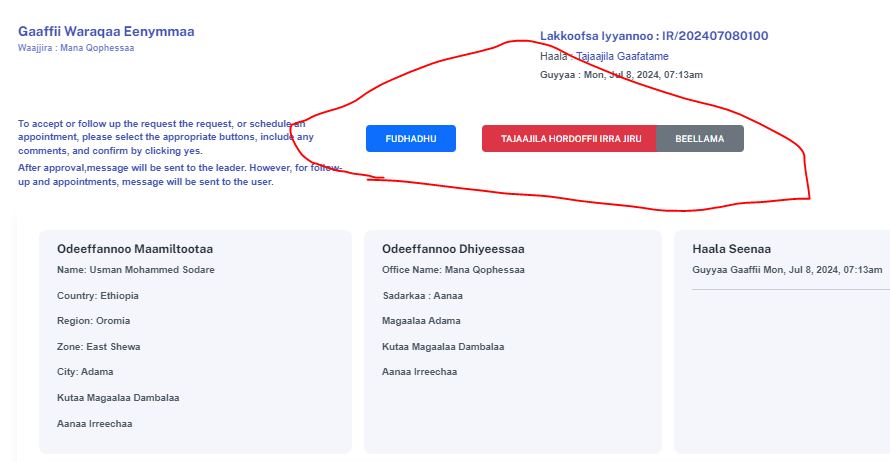 Gaaffii Waraqaa Eenymmaa
Waajjira : Mana Qophessaa
Lakkoofsa Iyyannoo : IR/202407080100
Haala : Tajaajila Gaafatame
Guyyaa : Mon, Jul 8, 2024, 07:13am
To accept or follow up the request the request, or schedule an
appointment, please select the appropriate buttons, include any
comments, and confirm by clicking yes.
After approval,message will be sent to the leader. However, for follow-
up and appointments, message will be sent to the user.
FUDHADHU
TAJAAJILA HORDOFFII IRRA JIRU
BEELLAMA
Odeeffannoo Maamiltootaa
Name: Usman Mohammed Sodare
Country: Ethiopia
Region: Oromia
Zone: East Shewa
City: Adama
Kutaa Magaalaa Dambalaa
Aanaa Irreechaa
Odeeffannoo Dhiyeessaa
Office Name: Mana Qophessaa
Sadarkaa : Aanaa
Magaalaa Adama
Kutaa Magaalaa Dambalaa
Aanaa Irreechaa
Haala Seenaa
Guyyaa Gaaffii Mon, Jul 8, 2024, 07:13am